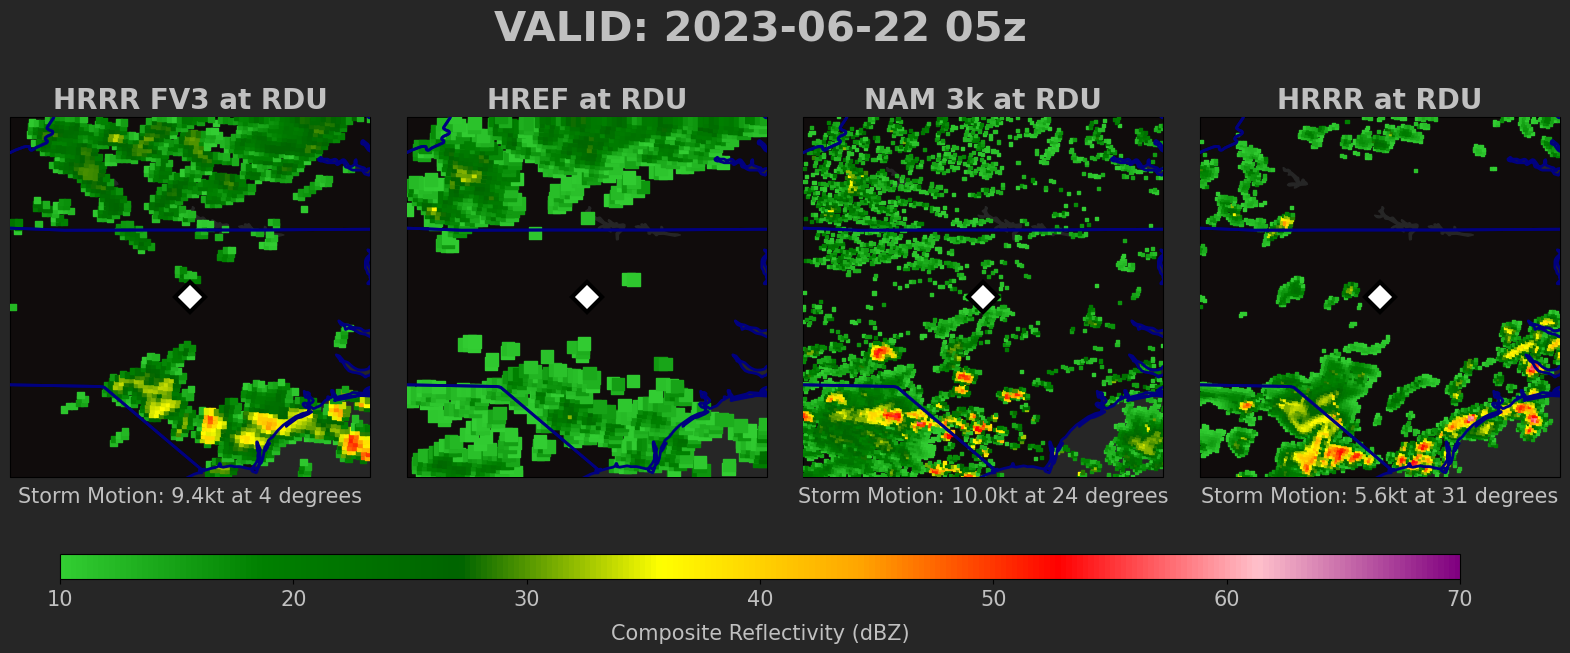 VALID: 2023-06-22 05z
HRRR FV3 at RDU
HREF at RDU
NAM 3k at RDU
HRRR at RDU
Storm Motion: 9.4kt at 4 degrees
Storm Motion: 10.0kt at 24 degrees
Storm Motion: 5.6kt at 31 degrees
10 20 30 40 50 60 70
Composite Reflectivity (dBZ)